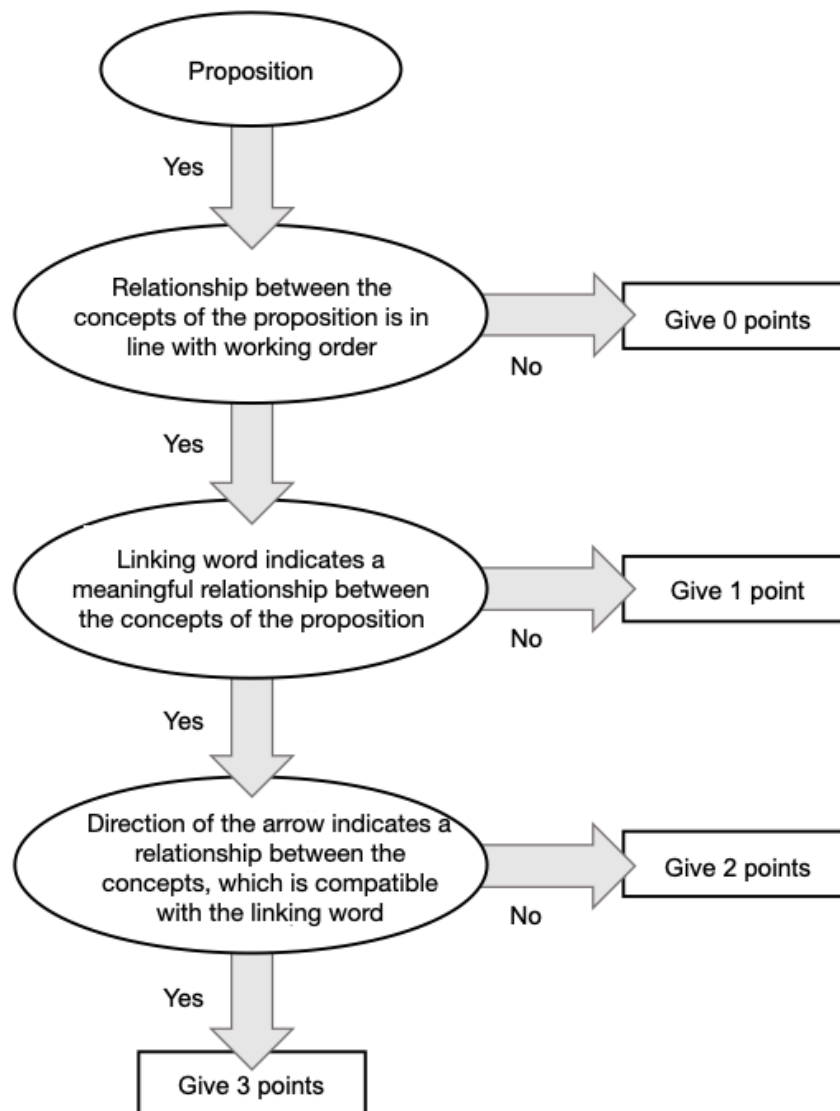 Proposition
Yes
Relationship between the
concepts of the proposition is in
line with working order
Give 0 points
No
Yes
Linking word indicates a
meaningful relationship between
the concepts of the proposition
Give 1 point
No
Yes
Direction of the arrow indicates a
relationship between the
concepts, which is compatible
with the linking word
Give 2 points
No
Yes
Give 3 points